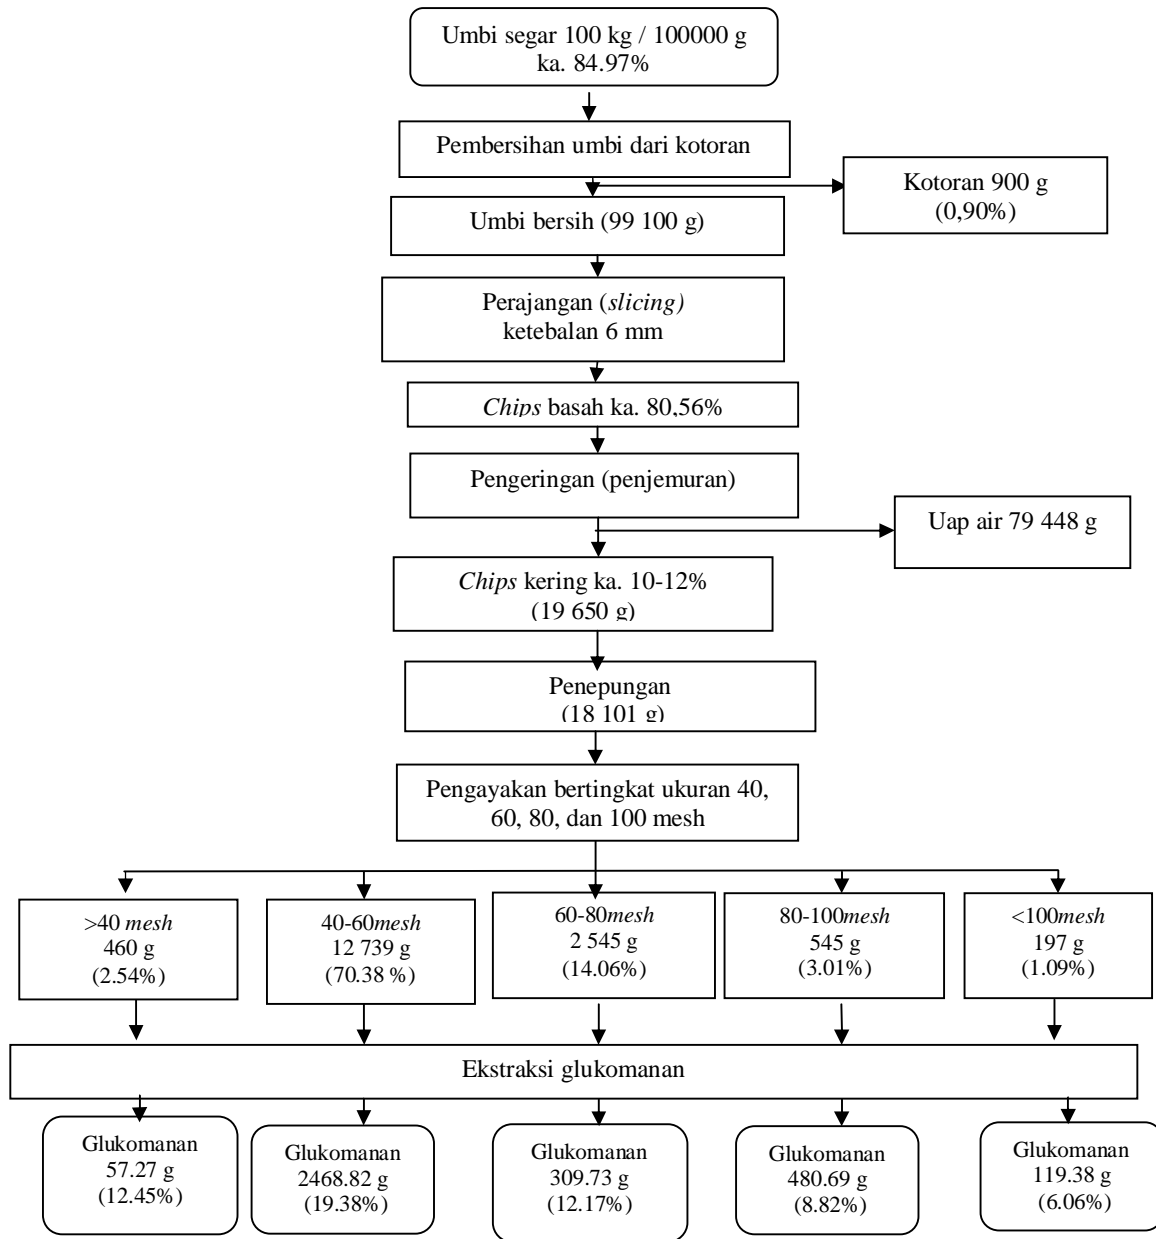 Umbi segar 100 kg / 100000 g
ka. 84.97%
Pembersihan umbi dari kotoran
Kotoran 900 g
(0,90%)
Umbi bersih (99 100 g)
Perajangan (slicing)
ketebalan 6 mm
Chips basah ka. 80,56%
Pengeringan (penjemuran)
Uap air 79 448 g
Chips kering ka. 10-12%
(19 650 g)
Penepungan
(18 101 g)
Pengayakan bertingkat ukuran 40,
60, 80, dan 100 mesh
>40 mesh
460 g
(2.54%)
40-60mesh
12 739 g
(70.38 %)
60-80mesh
2 545 g
(14.06%)
80-100mesh
545 g
(3.01%)
<100mesh
197 g
(1.09%)
Ekstraksi glukomanan
Glukomanan
57.27 g
(12.45%)
Glukomanan
2468.82 g
(19.38%)
Glukomanan
309.73 g
(12.17%)
Glukomanan
480.69 g
(8.82%)
Glukomanan
119.38 g
(6.06%)